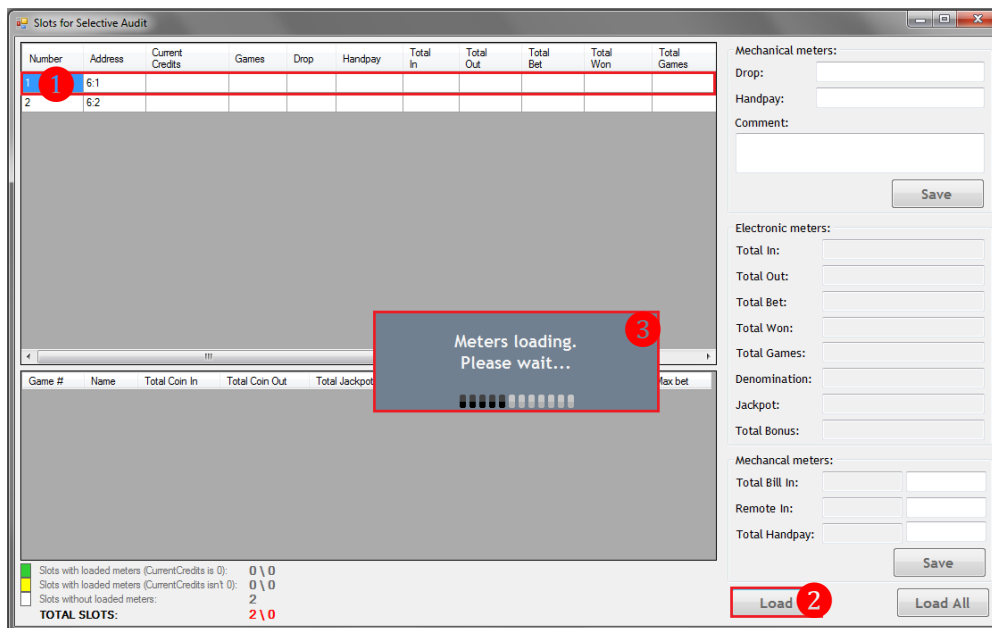 Slots for Selective Audit
Number Address Current Credits Games Drop Handpay Total In Total Out Total Bet Total Won Total Games
1 6:1
2 6:2
1
Meters loading.
Please wait...
3
Game # Name Total Coin In Total Coin Out Total Jackpot Max bet
Slots with loaded meters (CurrentCredits is 0): 0 \ 0
Slots with loaded meters (CurrentCredits isn't 0): 0 \ 0
Slots without loaded meters: 2
TOTAL SLOTS: 2 \ 0
Mechanical meters:
Drop:
Handpay:
Comment:
Save
Electronic meters:
Total In:
Total Out:
Total Bet:
Total Won:
Total Games:
Denomination:
Jackpot:
Total Bonus:
Mechancal meters:
Total Bill In:
Remote In:
Total Handpay:
Save
Load 2 Load All